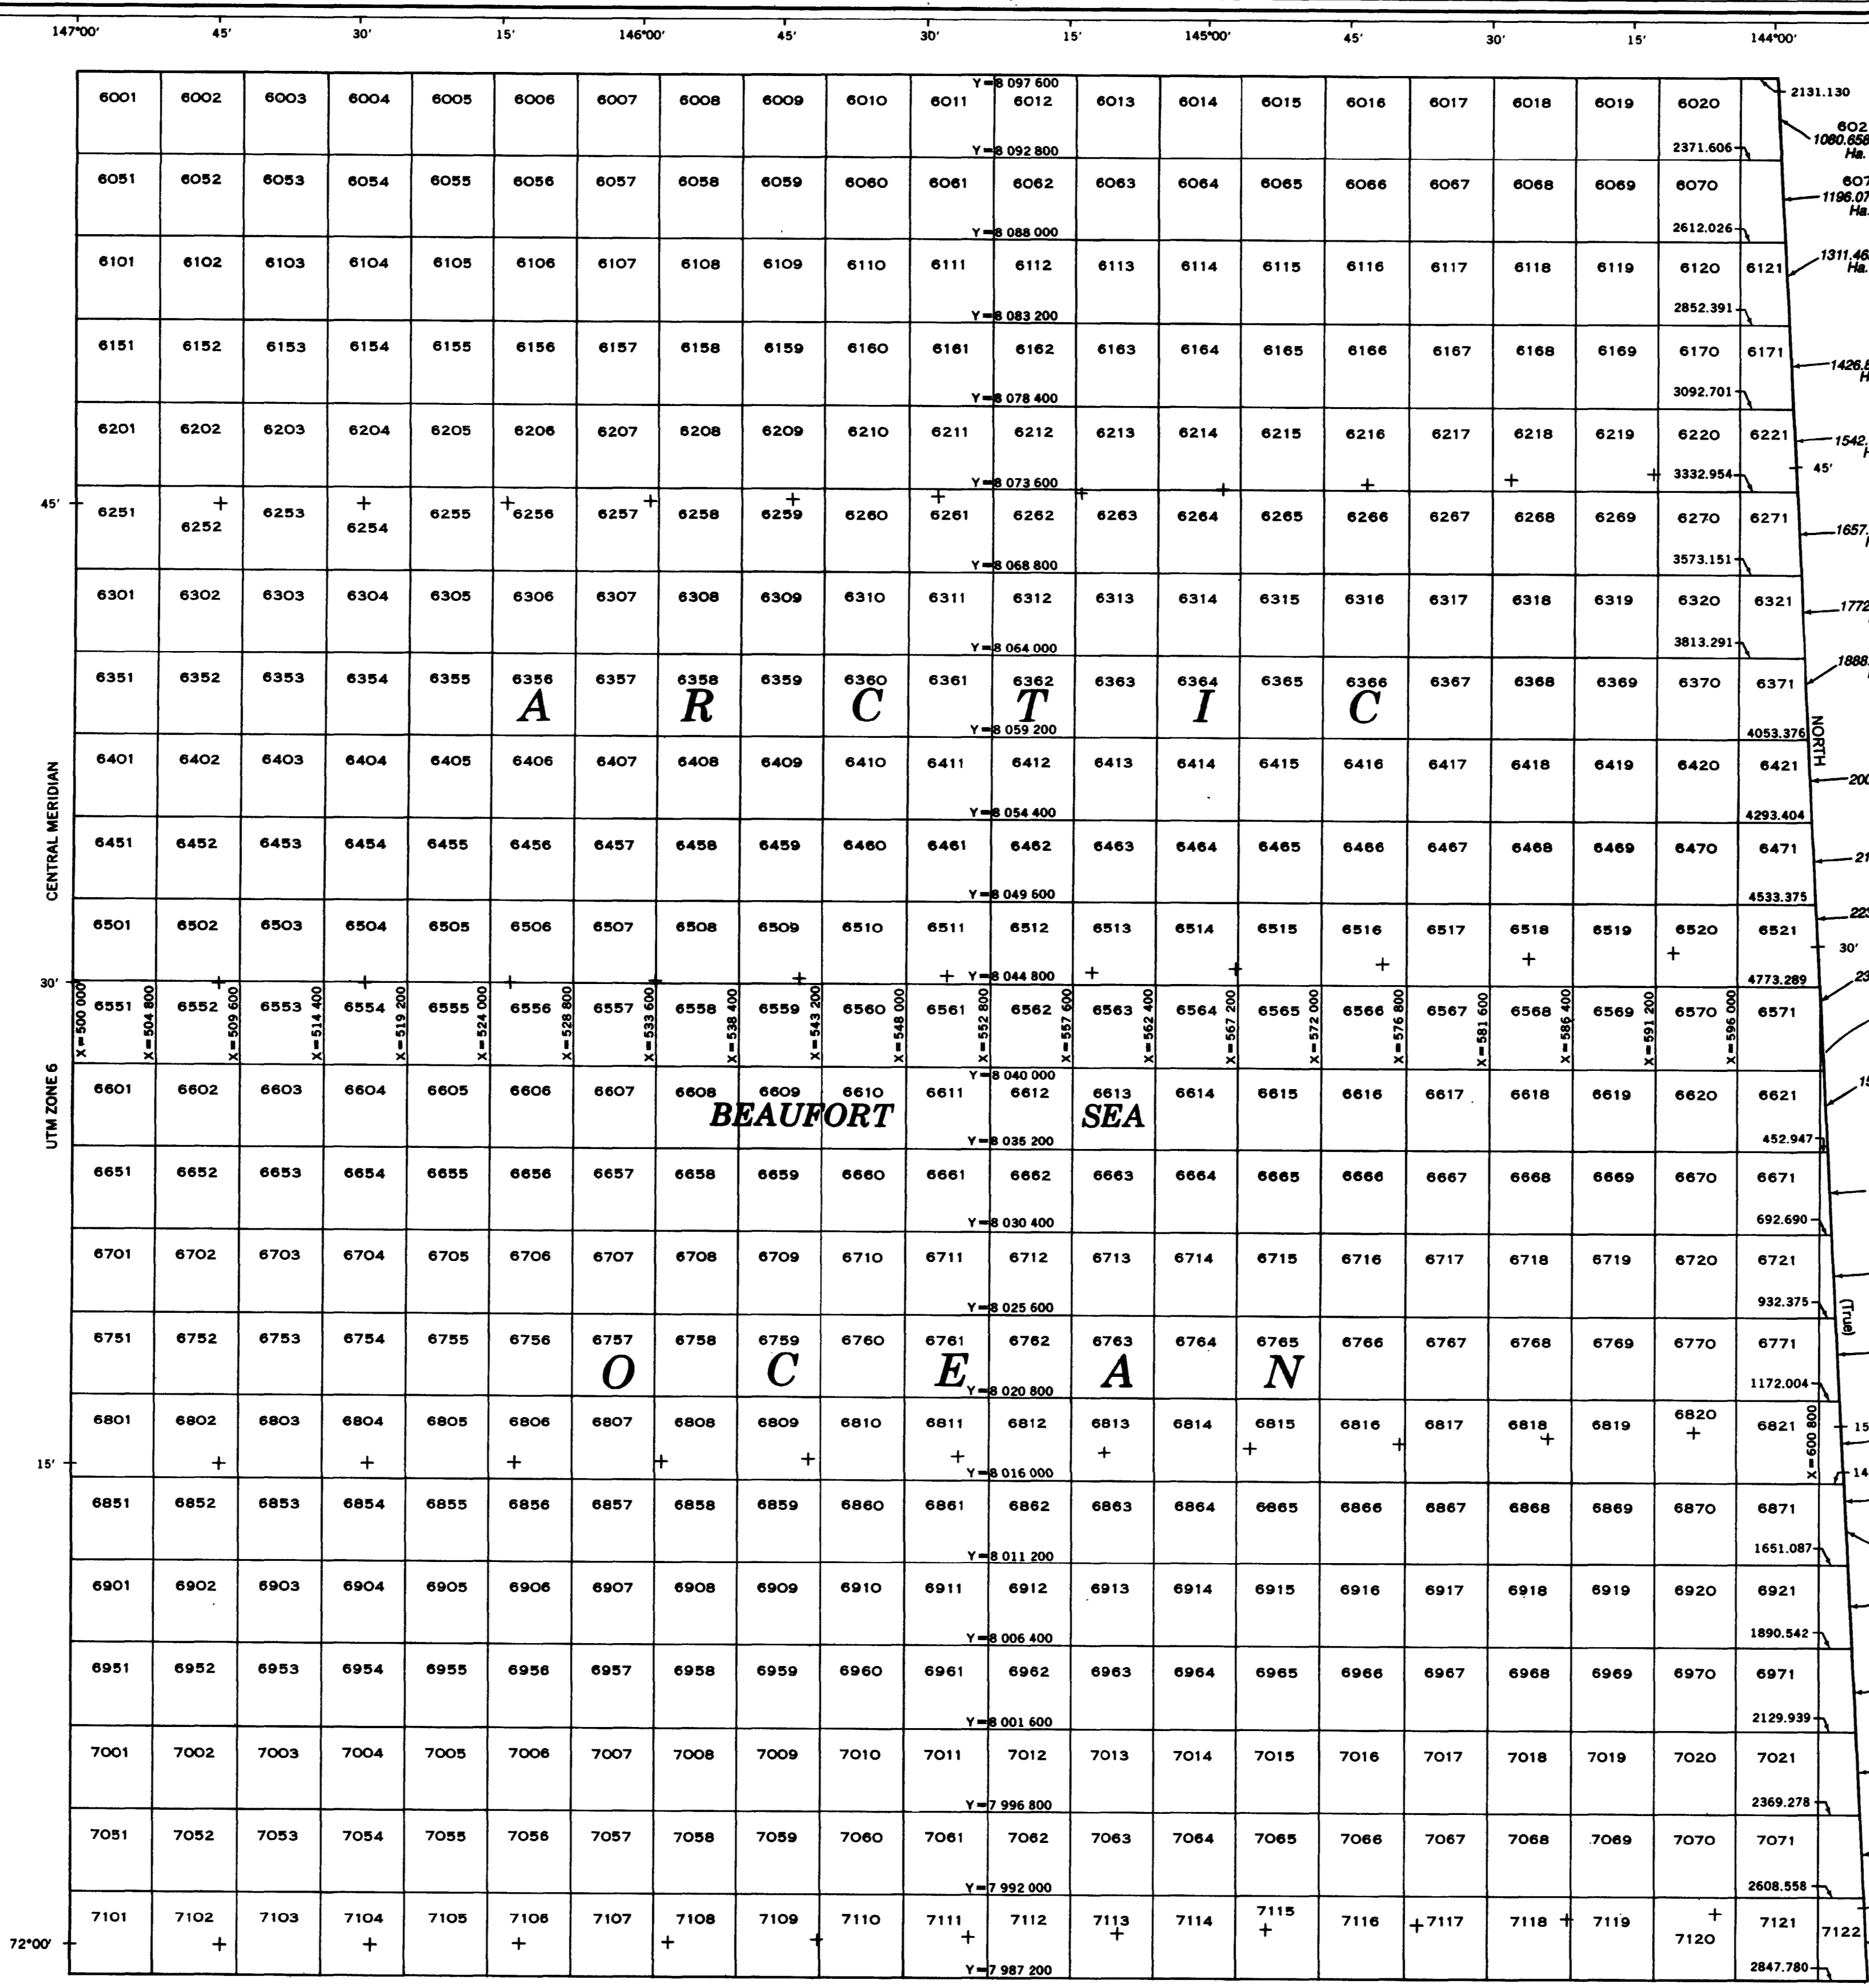 147°00′ 45′ 30′ 15′ 146°00′ 45′ 30′ 15′ 145°00′ 45′ 30′ 15′ 144°00′
Y=8 097 600
2131.130
6001 6002 6003 6004 6005 6006 6007 6008 6009 6010 6011 6012 6013 6014 6015 6016 6017 6018 6019 6020
602
1080.658
Ha.
Y=8 092 800 2371.606
6051 6052 6053 6054 6055 6056 6057 6058 6059 6060 6061 6062 6063 6064 6065 6066 6067 6068 6069 6070 607
1196.07
Ha.
Y=8 088 000 2612.026
6101 6102 6103 6104 6105 6106 6107 6108 6109 6110 6111 6112 6113 6114 6115 6116 6117 6118 6119 6120 6121
1311.46
Ha.
Y=8 083 200 2852.391
6151 6152 6153 6154 6155 6156 6157 6158 6159 6160 6161 6162 6163 6164 6165 6166 6167 6168 6169 6170 6171
1426.8
H
Y=8 078 400 3092.701
6201 6202 6203 6204 6205 6206 6207 6208 6209 6210 6211 6212 6213 6214 6215 6216 6217 6218 6219 6220 6221
1542.
45′
Y=8 073 600 3332.954
45′
6251 6252 6253 6254 6255 6256 6257 6258 6259 6260 6261 6262 6263 6264 6265 6266 6267 6268 6269 6270 6271
1657.
Y=8 068 800 3573.151
6301 6302 6303 6304 6305 6306 6307 6308 6309 6310 6311 6312 6313 6314 6315 6316 6317 6318 6319 6320 6321
1772
Y=8 064 000 3813.291
1888.
6351 6352 6353 6354 6355 6356 6357 6358 6359 6360 6361 6362 6363 6364 6365 6366 6367 6368 6369 6370 6371
ARCTIC
Y=8 059 200 4053.376
NORTH
6401 6402 6403 6404 6405 6406 6407 6408 6409 6410 6411 6412 6413 6414 6415 6416 6417 6418 6419 6420 6421
200
CENTRAL MERIDIAN
Y=8 054 400 4293.404
6451 6452 6453 6454 6455 6456 6457 6458 6459 6460 6461 6462 6463 6464 6465 6466 6467 6468 6469 6470 6471
21
Y=8 049 600 4533.375
223
6501 6502 6503 6504 6505 6506 6507 6508 6509 6510 6511 6512 6513 6514 6515 6516 6517 6518 6519 6520 6521
30′
Y=8 044 800 4773.289
23
30′
6551 6552 6553 6554 6555 6556 6557 6558 6559 6560 6561 6562 6563 6564 6565 6566 6567 6568 6569 6570 6571
X=500 000 X=504 800 X=509 600 X=514 400 X=519 200 X=524 000 X=528 800 X=533 600 X=538 400 X=543 200 X=548 000 X=552 800 X=557 600 X=562 400 X=567 200 X=572 000 X=576 800 X=581 600 X=586 400 X=591 200 X=596 000
UTM ZONE 6
Y=8 040 000
15
6601 6602 6603 6604 6605 6606 6607 6608 6609 6610 6611 6612 6613 6614 6615 6616 6617 6618 6619 6620 6621
BEAUFORT SEA
Y=8 035 200 452.947
6651 6652 6653 6654 6655 6656 6657 6658 6659 6660 6661 6662 6663 6664 6665 6666 6667 6668 6669 6670 6671
Y=8 030 400 692.690
6701 6702 6703 6704 6705 6706 6707 6708 6709 6710 6711 6712 6713 6714 6715 6716 6717 6718 6719 6720 6721
Y=8 025 600 932.375
(True)
6751 6752 6753 6754 6755 6756 6757 6758 6759 6760 6761 6762 6763 6764 6765 6766 6767 6768 6769 6770 6771
OCEAN
Y=8 020 800 1172.004
6801 6802 6803 6804 6805 6806 6807 6808 6809 6810 6811 6812 6813 6814 6815 6816 6817 6818 6819 6820 6821
X=600 800
15
15′
Y=8 016 000
14
6851 6852 6853 6854 6855 6856 6857 6858 6859 6860 6861 6862 6863 6864 6865 6866 6867 6868 6869 6870 6871
Y=8 011 200 1651.087
6901 6902 6903 6904 6905 6906 6907 6908 6909 6910 6911 6912 6913 6914 6915 6916 6917 6918 6919 6920 6921
Y=8 006 400 1890.542
6951 6952 6953 6954 6955 6956 6957 6958 6959 6960 6961 6962 6963 6964 6965 6966 6967 6968 6969 6970 6971
Y=8 001 600 2129.939
7001 7002 7003 7004 7005 7006 7007 7008 7009 7010 7011 7012 7013 7014 7015 7016 7017 7018 7019 7020 7021
Y=7 996 800 2369.278
7051 7052 7053 7054 7055 7056 7057 7058 7059 7060 7061 7062 7063 7064 7065 7066 7067 7068 7069 7070 7071
Y=7 992 000 2608.558
7101 7102 7103 7104 7105 7106 7107 7108 7109 7110 7111 7112 7113 7114 7115 7116 7117 7118 7119 7120 7121 7122
72°00′
Y=7 987 200 2847.780